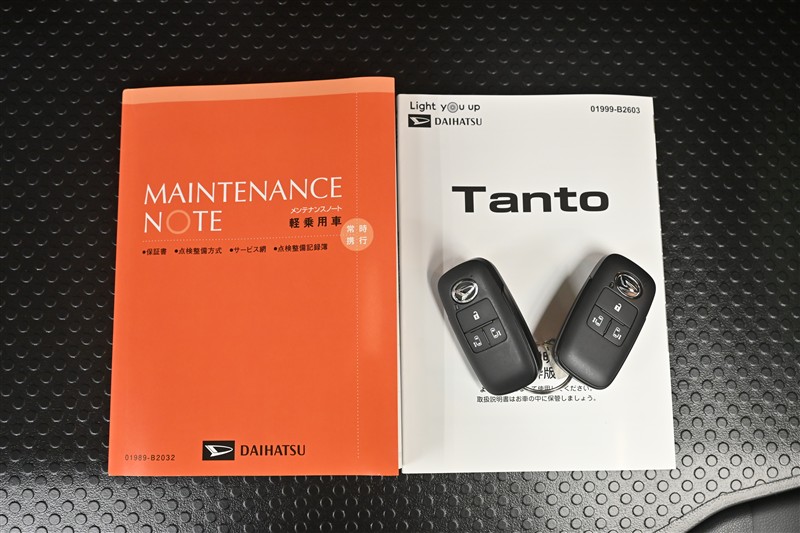 MAINTENANCE
NOTE
メンテナンスノート
軽乗用車
常時
携行
●保証書 ●点検整備方式 ●サービス網 ●点検整備記録簿
01989-B2032
DAIHATSU
Light you up
DAIHATSU
01999-B2603
Tanto
版
取扱説明書はお車の中に保管しましょう。